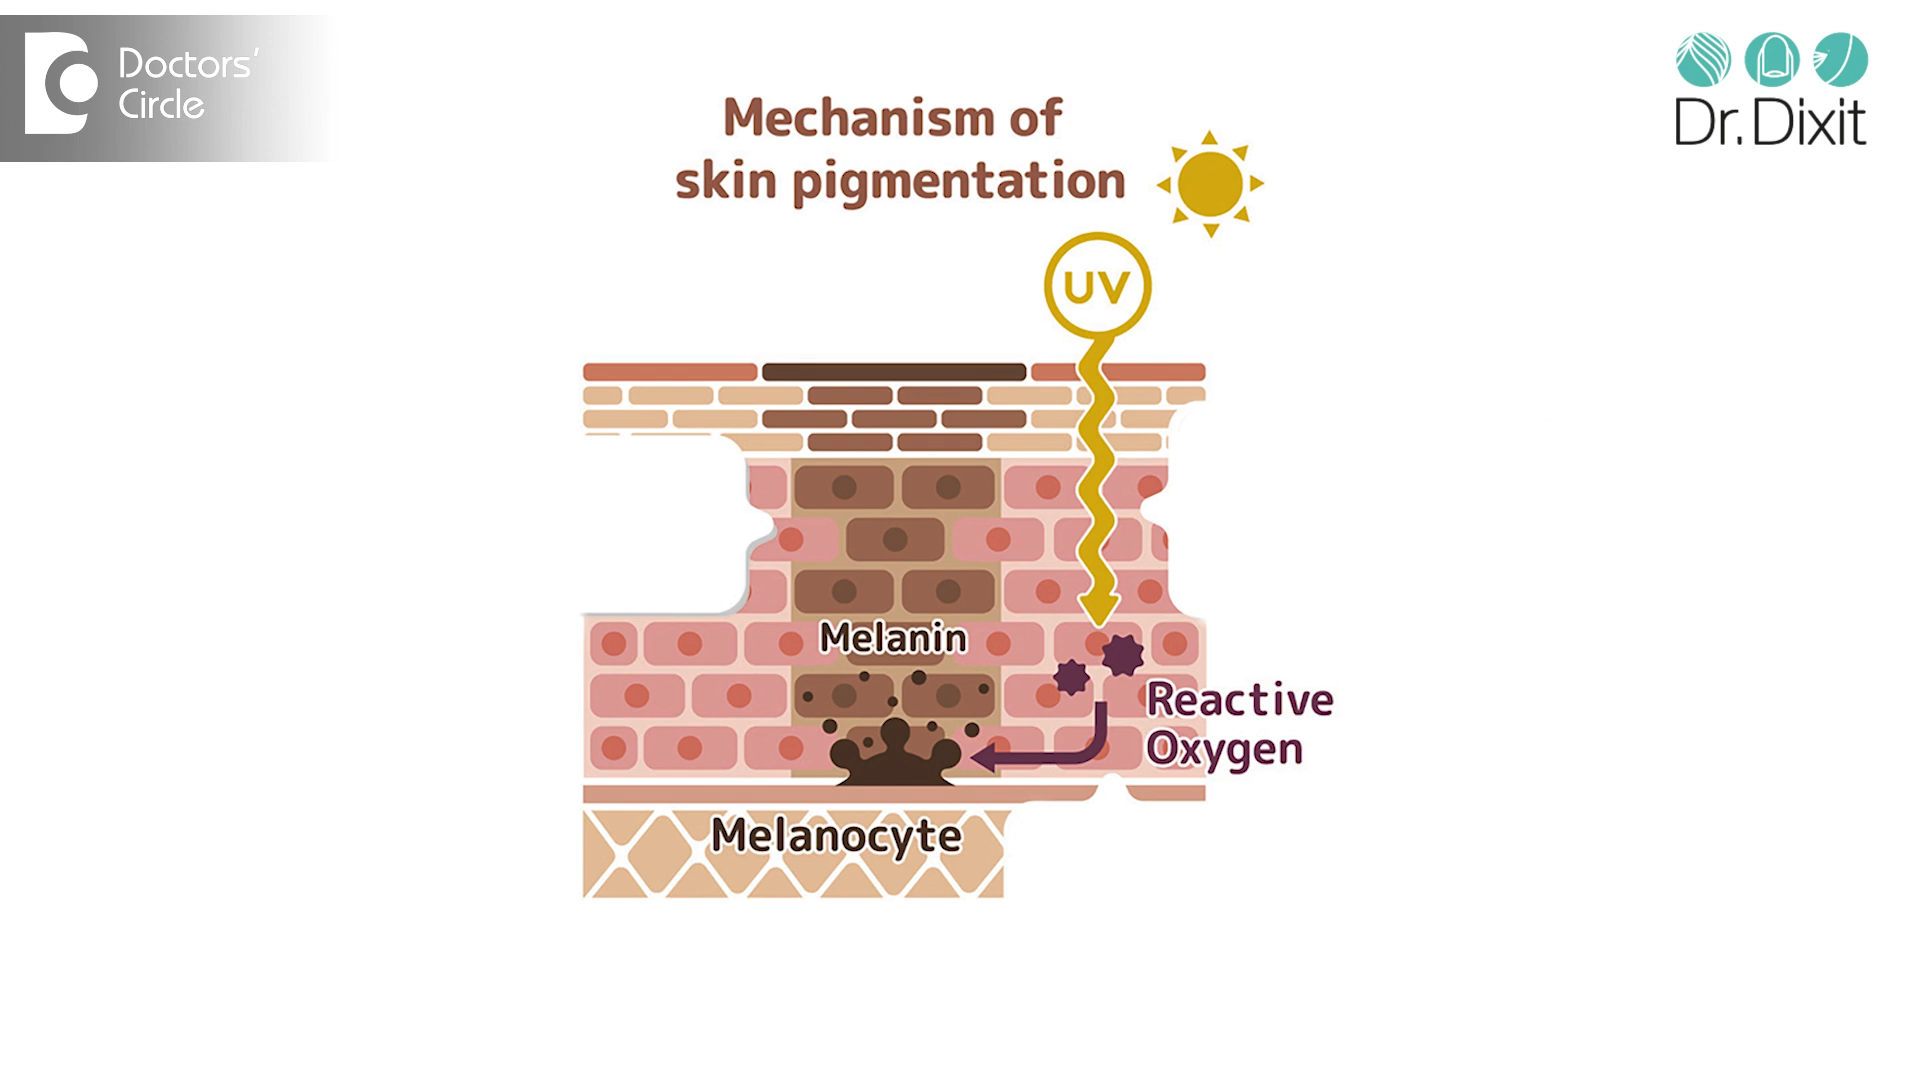 Doctors'
Circle
Dr.Dixit
Mechanism of
skin pigmentation
UV
Melanin
Reactive
Oxygen
Melanocyte